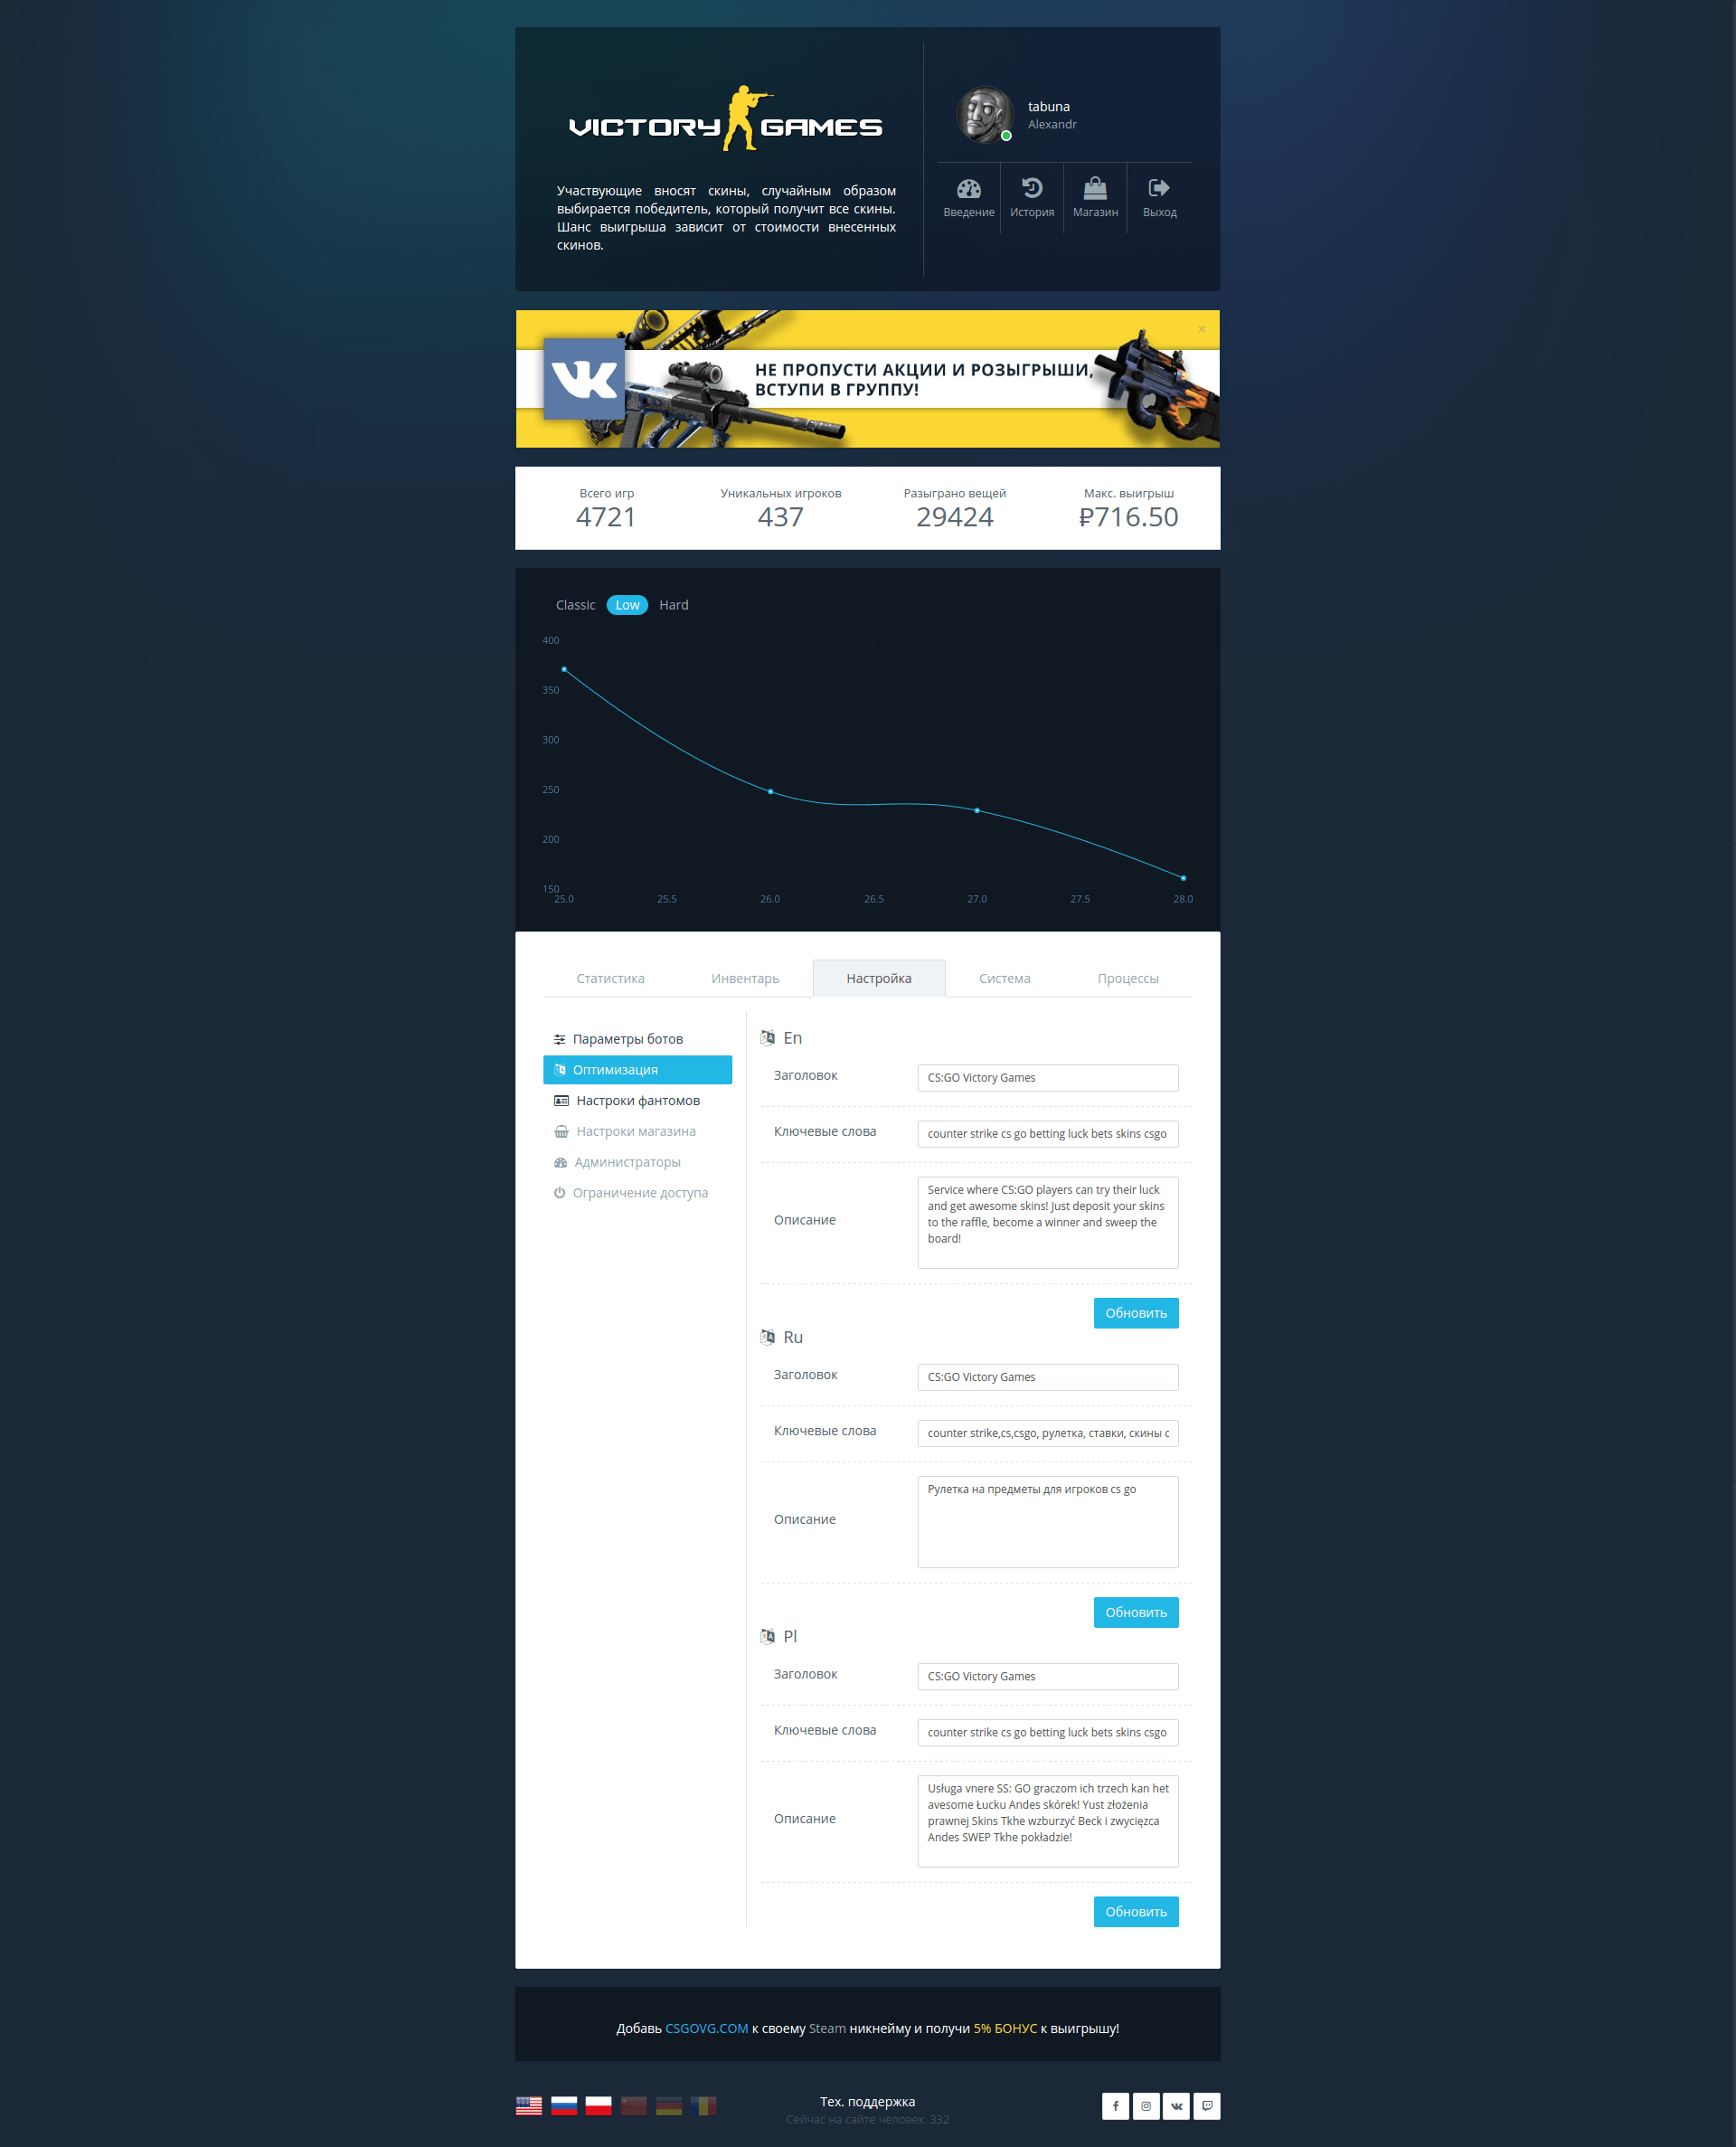 VICTORY GAMES
Участвующие вносят скины, случайным образом
выбирается победитель, который получит все скины.
Шанс выигрыша зависит от стоимости внесенных
скинов.
tabuna
Alexandr
Введение История Магазин Выход
НЕ ПРОПУСТИ АКЦИИ И РОЗЫГРЫШИ,
ВСТУПИ В ГРУППУ!
×
Всего игр Уникальных игроков Разыграно вещей Макс. выигрыш
4721 437 29424 ₽716.50
Classic Low Hard
400
350
300
250
200
150
25.0 25.5 26.0 26.5 27.0 27.5 28.0
Статистика Инвентарь Настройка Система Процессы
Параметры ботов
Оптимизация
Настроки фантомов
Настроки магазина
Администраторы
Ограничение доступа
En
Заголовок CS:GO Victory Games
Ключевые слова counter strike cs go betting luck bets skins csgo
Описание
Service where CS:GO players can try their luck
and get awesome skins! Just deposit your skins
to the raffle, become a winner and sweep the
board!
Обновить
Ru
Заголовок CS:GO Victory Games
Ключевые слова counter strike,cs,csgo, рулетка, ставки, скины с
Описание
Рулетка на предметы для игроков cs go
Обновить
Pl
Заголовок CS:GO Victory Games
Ключевые слова counter strike cs go betting luck bets skins csgo
Описание
Usługa vnere SS: GO graczom ich trzech kan het
avesome Łucku Andes skórek! Yust złożenia
prawnej Skins Tkhe wzburzyć Beck i zwycięzca
Andes SWEP Tkhe pokładzie!
Обновить
Добавь CSGOVG.COM к своему Steam никнейму и получи 5% БОНУС к выигрышу!
Тех. поддержка
Сейчас на сайте человек: 332